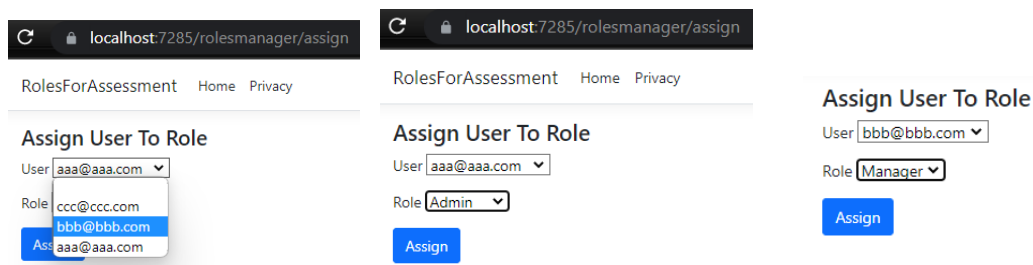 localhost:7285/rolesmanager/assign
RolesForAssessment Home Privacy
Assign User To Role
User aaa@aaa.com
Role
ccc@ccc.com
bbb@bbb.com
aaa@aaa.com
Ass
localhost:7285/rolesmanager/assign
RolesForAssessment Home Privacy
Assign User To Role
User aaa@aaa.com
Role Admin
Assign
Assign User To Role
User bbb@bbb.com
Role Manager
Assign